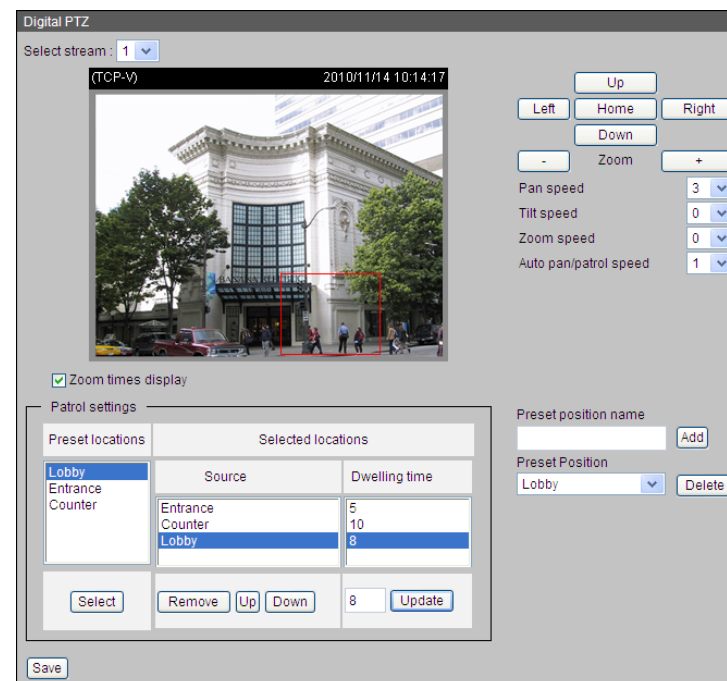 Digital PTZ
Select stream : 1
(TCP-V) 2010/11/14 10:14:17
Up
Left Home Right
Down
- Zoom +
Pan speed 3
Tilt speed 0
Zoom speed 0
Auto pan/patrol speed 1
Zoom times display
Patrol settings
Preset locations Selected locations
Lobby
Entrance
Counter
Source Dwelling time
Entrance 5
Counter 10
Lobby 8
Select Remove Up Down 8 Update
Preset position name
Add
Preset Position
Lobby Delete
Save